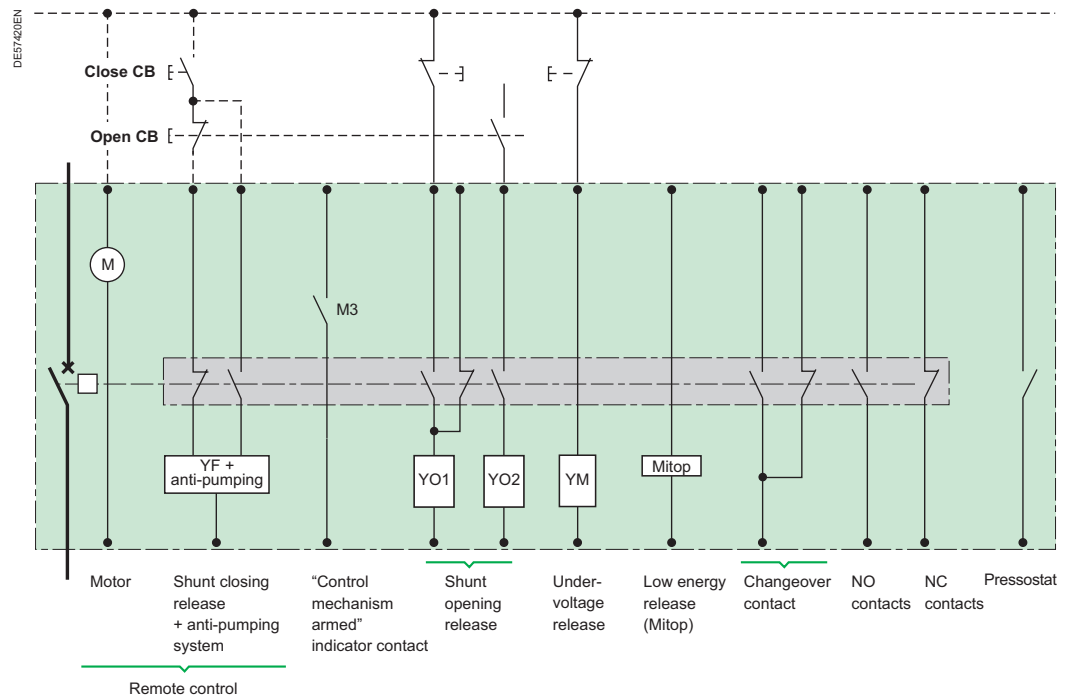 DE57420EN
Close CB
Open CB
M
M3
YF +
anti-pumping
YO1
YO2
YM
Mitop
Motor
Shunt closing
release
+ anti-pumping
system
“Control
mechanism
armed”
indicator contact
Shunt
opening
release
Under-
voltage
release
Low energy
release
(Mitop)
Changeover
contact
NO
contacts
NC
contacts
Pressostat
Remote control